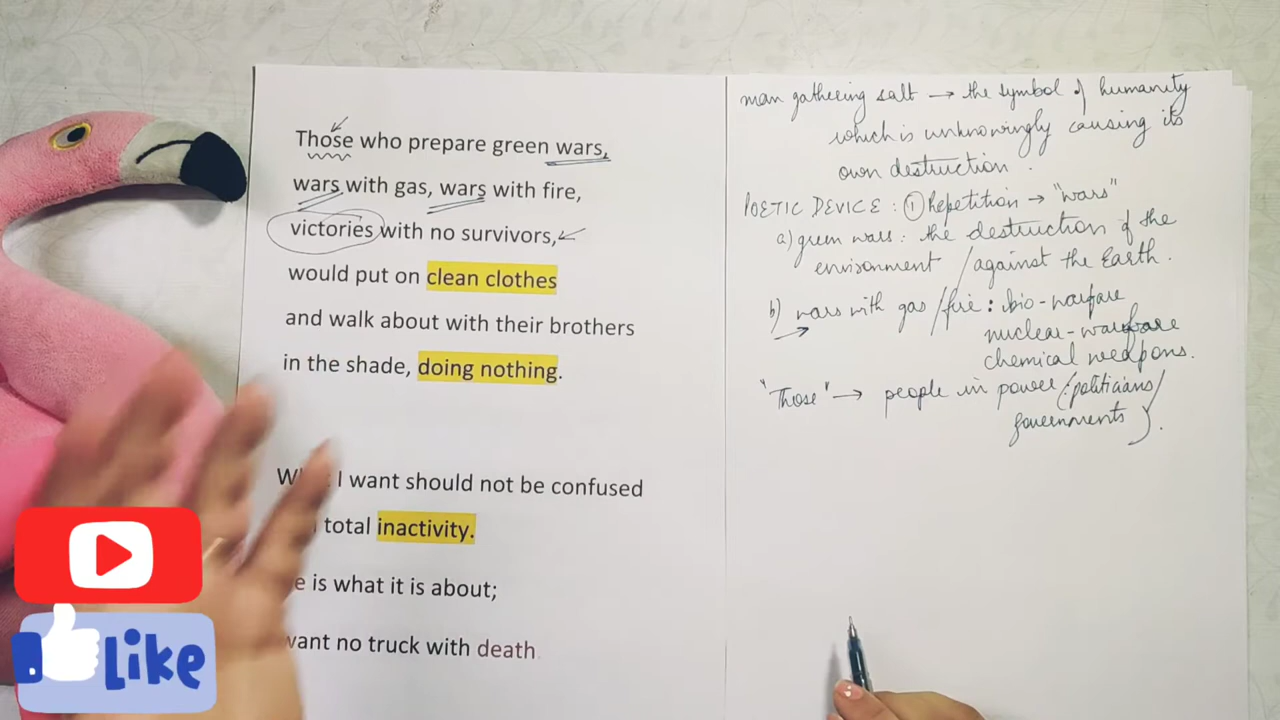 Those who prepare green wars,
wars with gas, wars with fire,
victories with no survivors,
would put on clean clothes
and walk about with their brothers
in the shade, doing nothing.
I want should not be confused
total inactivity.
is what it is about;
want no truck with death
man gathering salt → the symbol of humanity
which is unknowingly causing its
own destruction.
POETIC DEVICE: ① Repetition → "wars"
a) green wars: the destruction of the
environment / against the Earth.
b) wars with gas/fire: bio-warfare
nuclear-warfare
chemical weapons.
"Those" → people in power (politicians/
governments).
Like